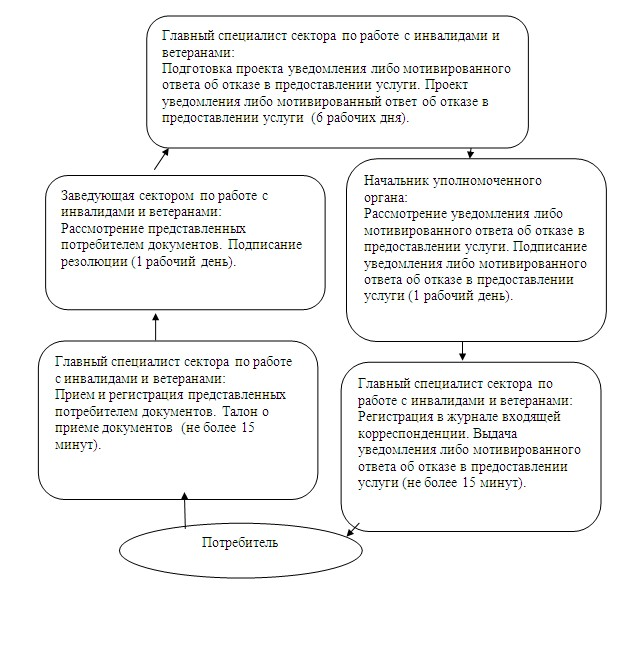 Главный специалист сектора по работе с инвалидами и
ветеранами:
Подготовка проекта уведомления либо мотивированного
ответа об отказе в предоставлении услуги. Проект
уведомления либо мотивированный ответ об отказе в
предоставлении услуги (6 рабочих дня).
Заведующая сектором по работе с
инвалидами и ветеранами:
Рассмотрение представленных
потребителем документов. Подписание
резолюции (1 рабочий день).
Начальник уполномоченного
органа:
Рассмотрение уведомления либо
мотивированного ответа об отказе в
предоставлении услуги. Подписание
уведомления либо мотивированного
ответа об отказе в предоставлении
услуги (1 рабочий день).
Главный специалист сектора по работе
с инвалидами и ветеранами:
Прием и регистрация представленных
потребителем документов. Талон о
приеме документов (не более 15
минут).
Главный специалист сектора по
работе с инвалидами и ветеранами:
Регистрация в журнале входящей
корреспонденции. Выдача
уведомления либо мотивированного
ответа об отказе в предоставлении
услуги (не более 15 минут).
Потребитель